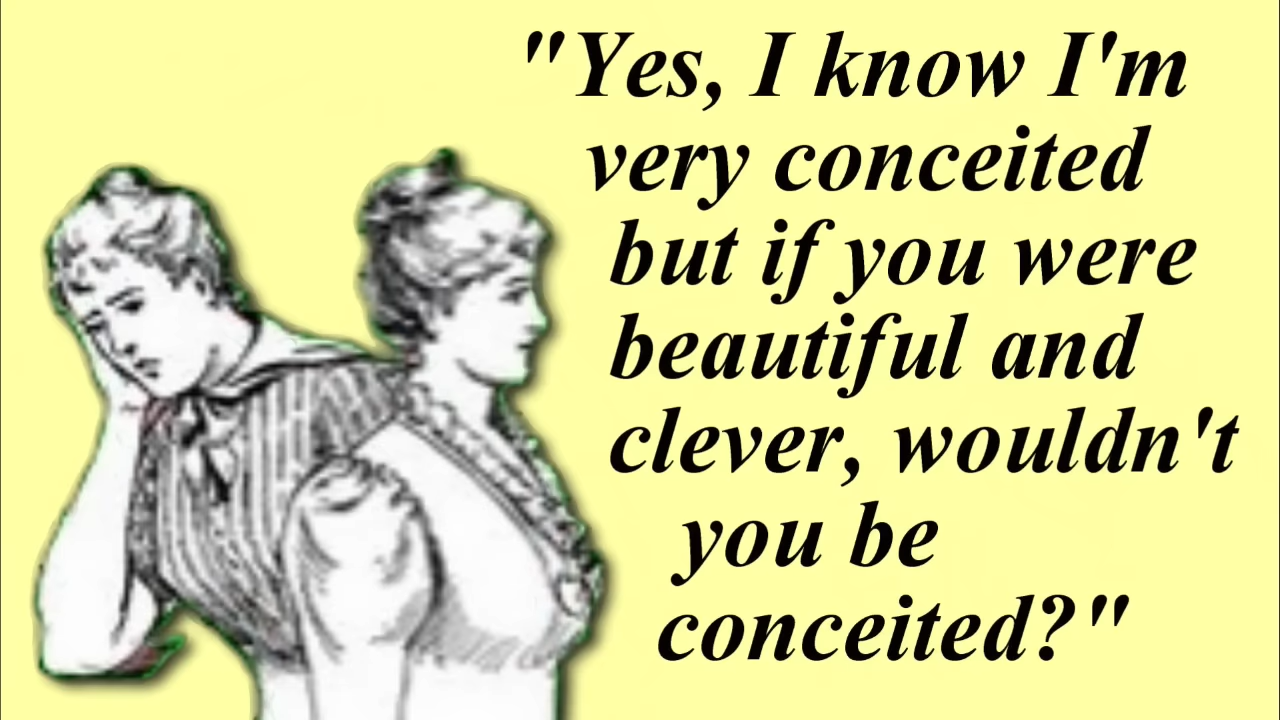 "Yes, I know I'm
very conceited
but if you were
beautiful and
clever, wouldn't
you be
conceited?"